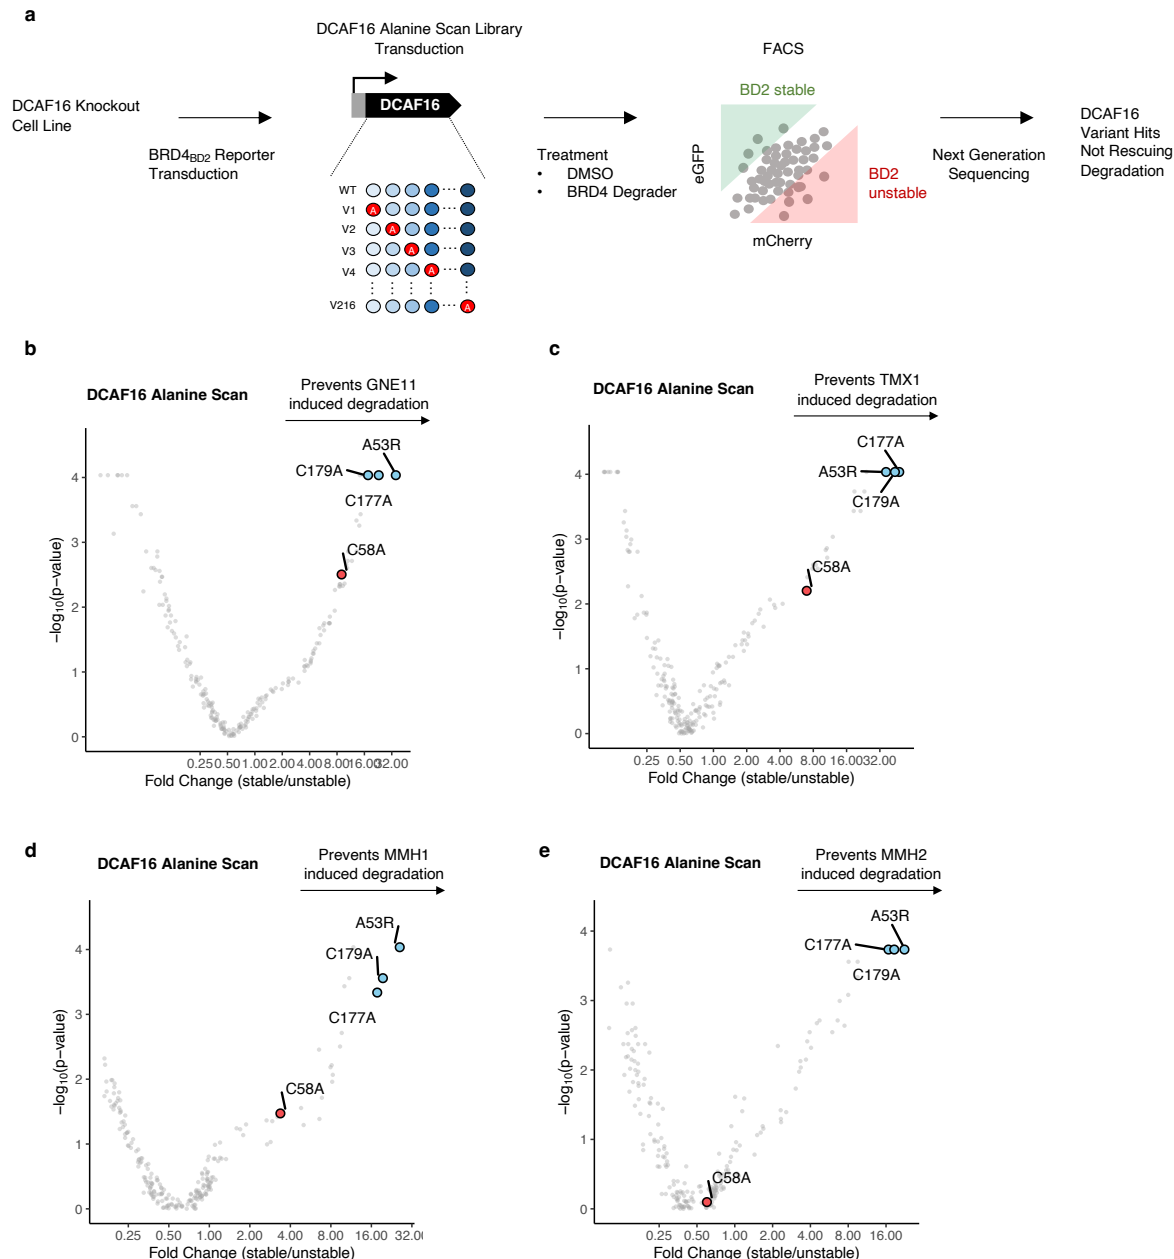 a
DCAF16 Alanine Scan Library
Transduction
FACS
DCAF16 Knockout
Cell Line
BRD4BD2 Reporter
Transduction
DCAF16
WT
V1
A
V2
A
V3
A
V4
A
V216
A
Treatment
• DMSO
• BRD4 Degrader
BD2 stable
eGFP
BD2
unstable
mCherry
Next Generation
Sequencing
DCAF16
Variant Hits
Not Rescuing
Degradation
b
DCAF16 Alanine Scan
Prevents GNE11
induced degradation
A53R
C179A
C177A
C58A
4
3
2
1
0
−log10(p−value)
0.25 0.50 1.00 2.00 4.00 8.00 16.00 32.00
Fold Change (stable/unstable)
c
DCAF16 Alanine Scan
Prevents TMX1
induced degradation
C177A
A53R
C179A
C58A
4
3
2
1
0
−log10(p−value)
0.25 0.50 1.00 2.00 4.00 8.00 16.00 32.00
Fold Change (stable/unstable)
d
DCAF16 Alanine Scan
Prevents MMH1
induced degradation
A53R
C179A
C177A
C58A
4
3
2
1
0
−log10(p−value)
0.25 0.50 1.00 2.00 4.00 8.00 16.00 32.00
Fold Change (stable/unstable)
e
DCAF16 Alanine Scan
Prevents MMH2
induced degradation
A53R
C177A
C179A
C58A
4
3
2
1
0
−log10(p−value)
0.25 0.50 1.00 2.00 4.00 8.00 16.00
Fold Change (stable/unstable)